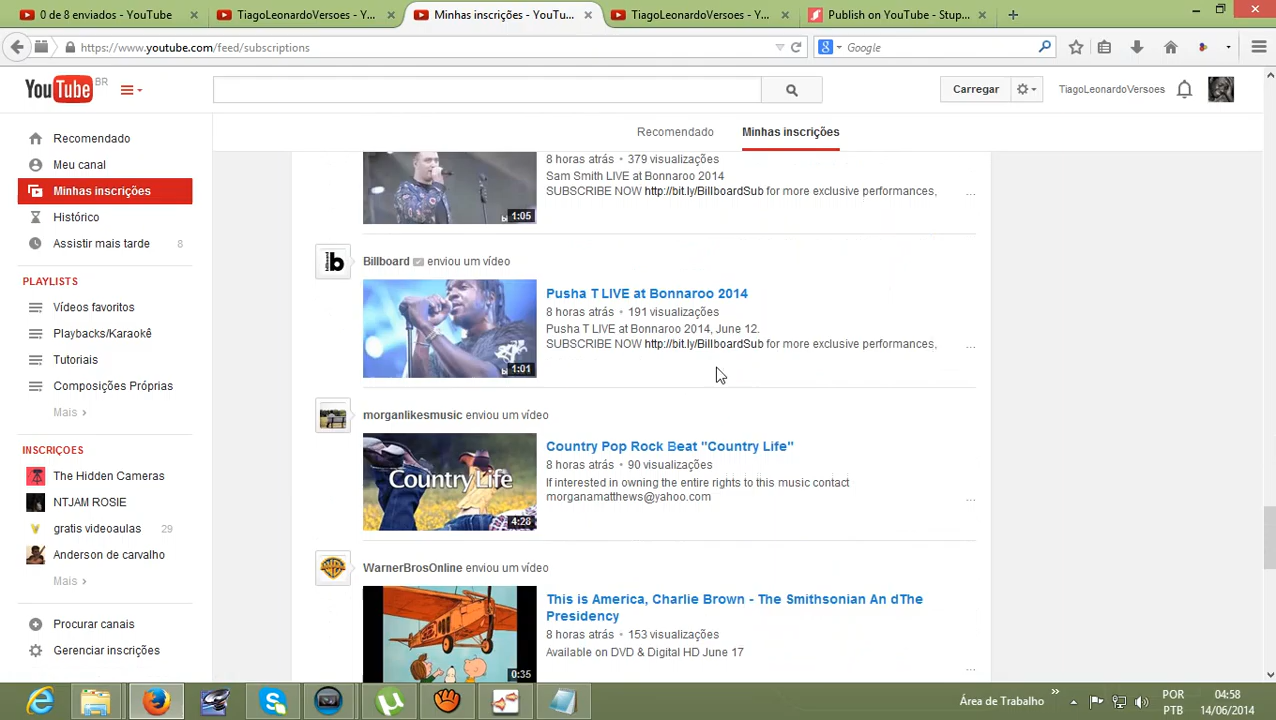 0 de 8 envios - YouTube
TiagoLeonardoVersoes - Y...
Minhas inscrições - YouTu...
TiagoLeonardoVersoes - Y...
Publish on YouTube - Stup...
https://www.youtube.com/feed/subscriptions
Google
YouTube BR
Carregar
TiagoLeonardoVersoes
Recomendado
Minhas inscrições
Recomendado
Meu canal
Minhas inscrições
Histórico
Assistir mais tarde 8
PLAYLISTS
Vídeos favoritos
Playbacks/Karaokê
Tutoriais
Composições Próprias
Mais ›
INSCRIÇÕES
The Hidden Cameras
NTJAM ROSIE
gratis videoaulas 29
Anderson de carvalho
Mais ›
Procurar canais
Gerenciar inscrições
8 horas atrás • 379 visualizações
Sam Smith LIVE at Bonnaroo 2014
SUBSCRIBE NOW http://bit.ly/BillboardSub for more exclusive performances, ...
1:05
b
Billboard enviou um vídeo
Pusha T LIVE at Bonnaroo 2014
8 horas atrás • 191 visualizações
Pusha T LIVE at Bonnaroo 2014, June 12.
SUBSCRIBE NOW http://bit.ly/BillboardSub for more exclusive performances, ...
1:01
morganlikesmusic enviou um vídeo
Country Life
4:28
Country Pop Rock Beat "Country Life"
8 horas atrás • 90 visualizações
If interested in owning the entire rights to this music contact
morganamatthews@yahoo.com ...
WarnerBrosOnline enviou um vídeo
This is America, Charlie Brown - The Smithsonian An dThe
Presidency
8 horas atrás • 153 visualizações
Available on DVD & Digital HD June 17
...
0:35
Área de Trabalho »
POR
PTB
04:58
14/06/2014